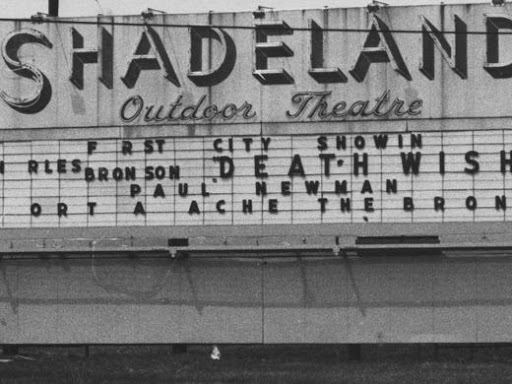 SHADELAND
Outdoor Theatre
F RST CITY SHOWIN
RLES BRONSON DEATH WISH
PAUL NEWMAN
ORT A ACHE THE BRON